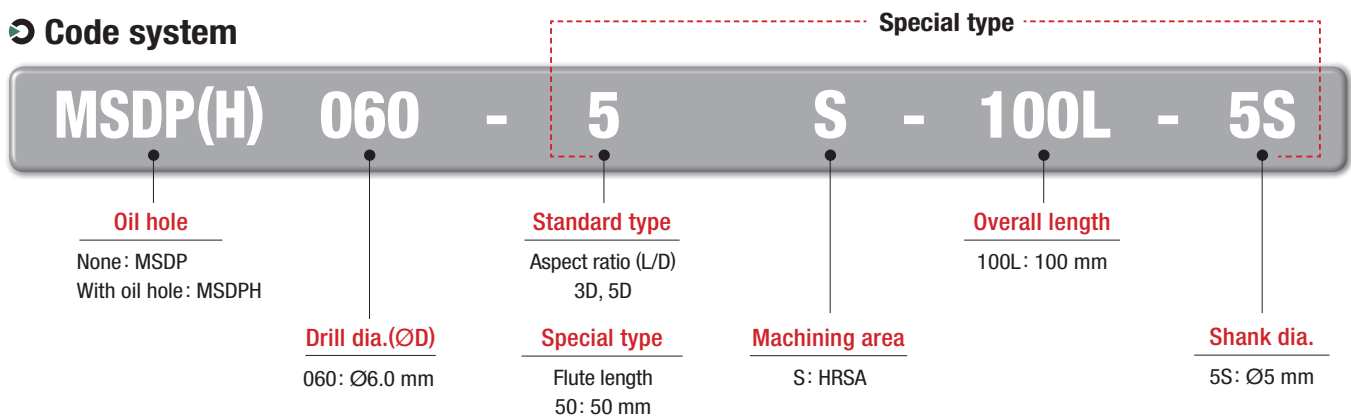 Code system
Special type
MSDP(H) 060 - 5 S - 100L - 5S
Oil hole
None: MSDP
With oil hole: MSDPH
Drill dia.(ØD)
060: Ø6.0 mm
Standard type
Aspect ratio (L/D)
3D, 5D
Special type
Flute length
50: 50 mm
Machining area
S: HRSA
Overall length
100L: 100 mm
Shank dia.
5S: Ø5 mm